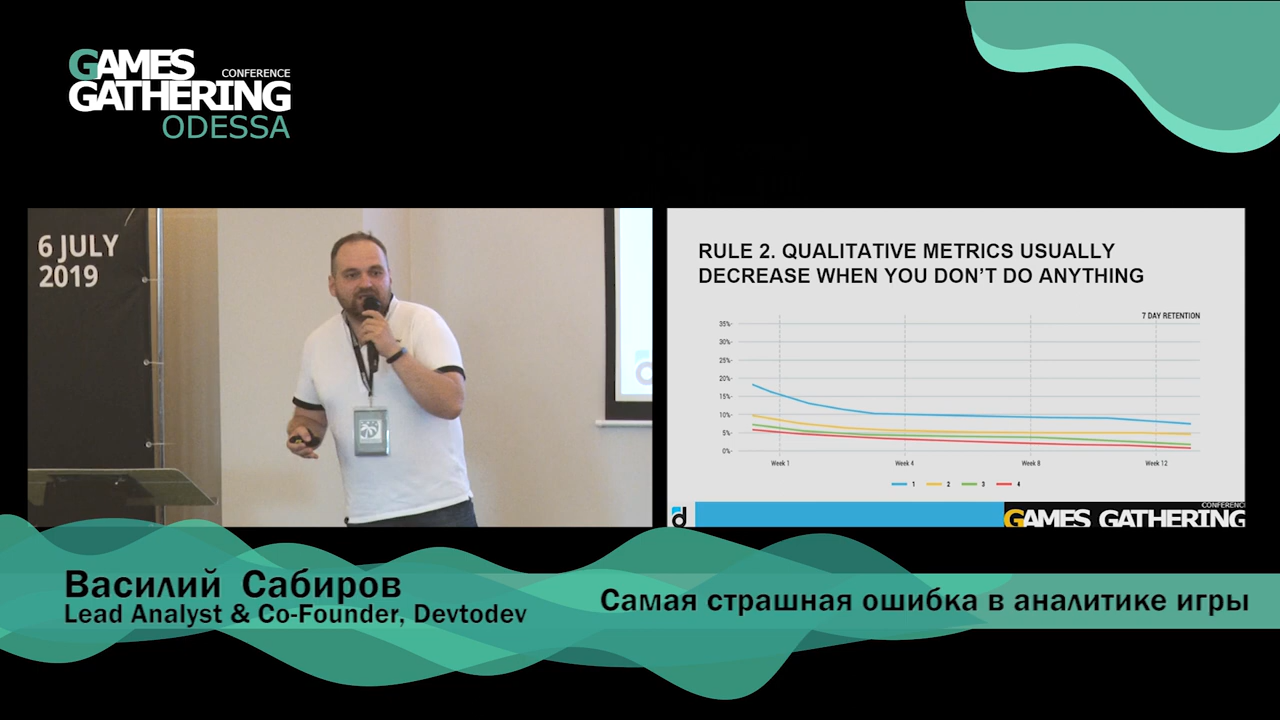 GAMES
CONFERENCE
GATHERING
ODESSA
6 JULY
2019
RULE 2. QUALITATIVE METRICS USUALLY
DECREASE WHEN YOU DON'T DO ANYTHING
7 DAY RETENTION
35%-
30%-
25%-
20%-
15%-
10%-
5%-
0%-
Week 1
Week 4
Week 8
Week 12
1
2
3
4
d
CONFERENC
GAMES GATHERING
Василий Сабиров
Lead Analyst & Co-Founder, Devtodev
Самая страшная ошибка в аналитике игры